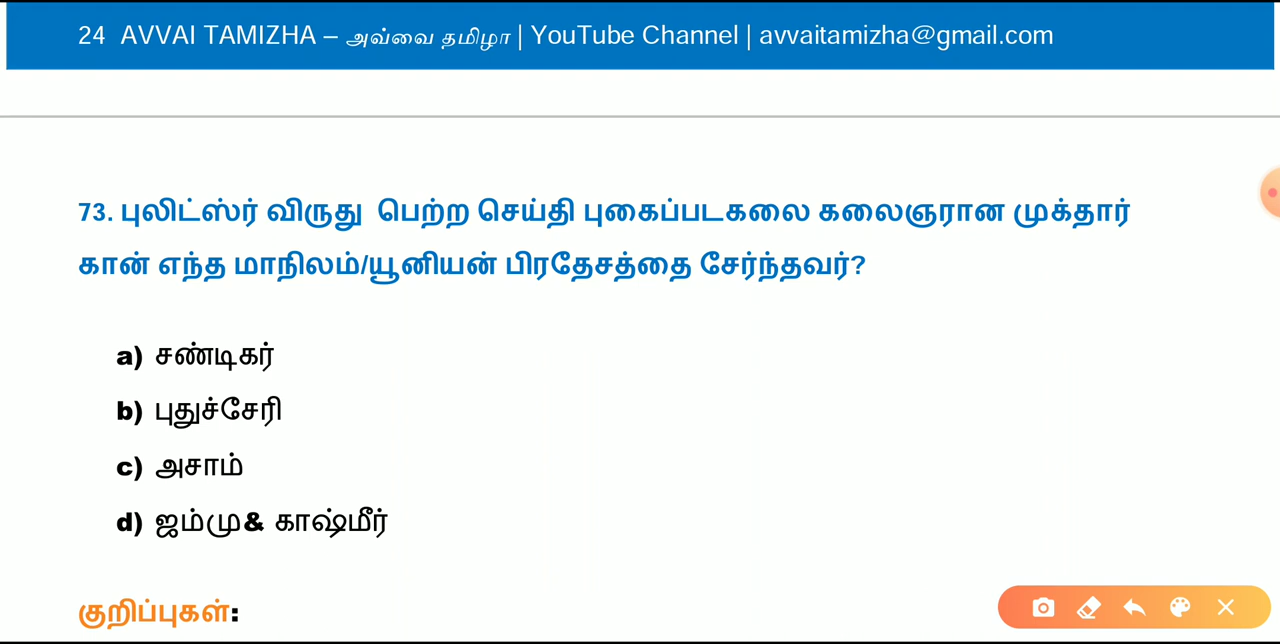 24 AVVAI TAMIZHA – அவ்வை தமிழா | YouTube Channel | avvaitamizha@gmail.com
73. புலிட்ஸ்ர் விருது பெற்ற செய்தி புகைப்படகலை கலைஞரான முக்தார்
கான் எந்த மாநிலம்/யூனியன் பிரதேசத்தை சேர்ந்தவர்?
a) சண்டிகர்
b) புதுச்சேரி
c) அசாம்
d) ஜம்மு& காஷ்மீர்
குறிப்புகள்: